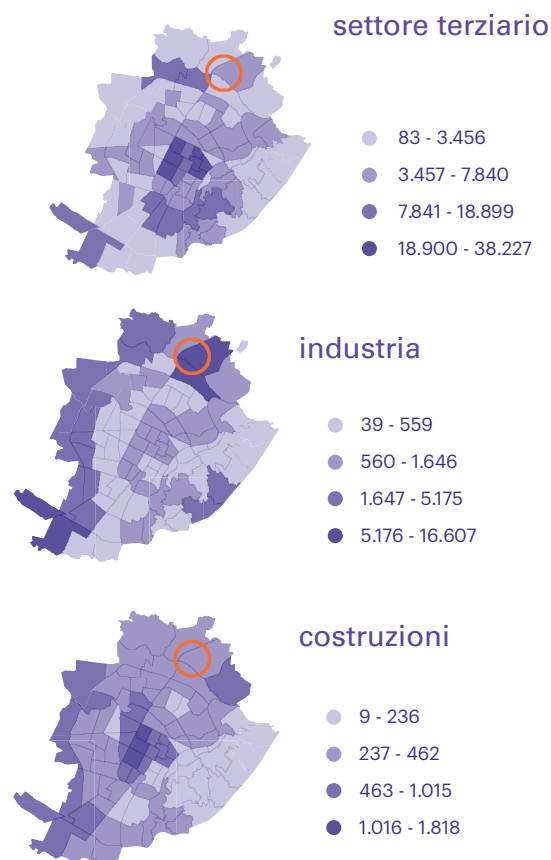 settore terziario
83 - 3.456
3.457 - 7.840
7.841 - 18.899
18.900 - 38.227
industria
39 - 559
560 - 1.646
1.647 - 5.175
5.176 - 16.607
costruzioni
9 - 236
237 - 462
463 - 1.015
1.016 - 1.818